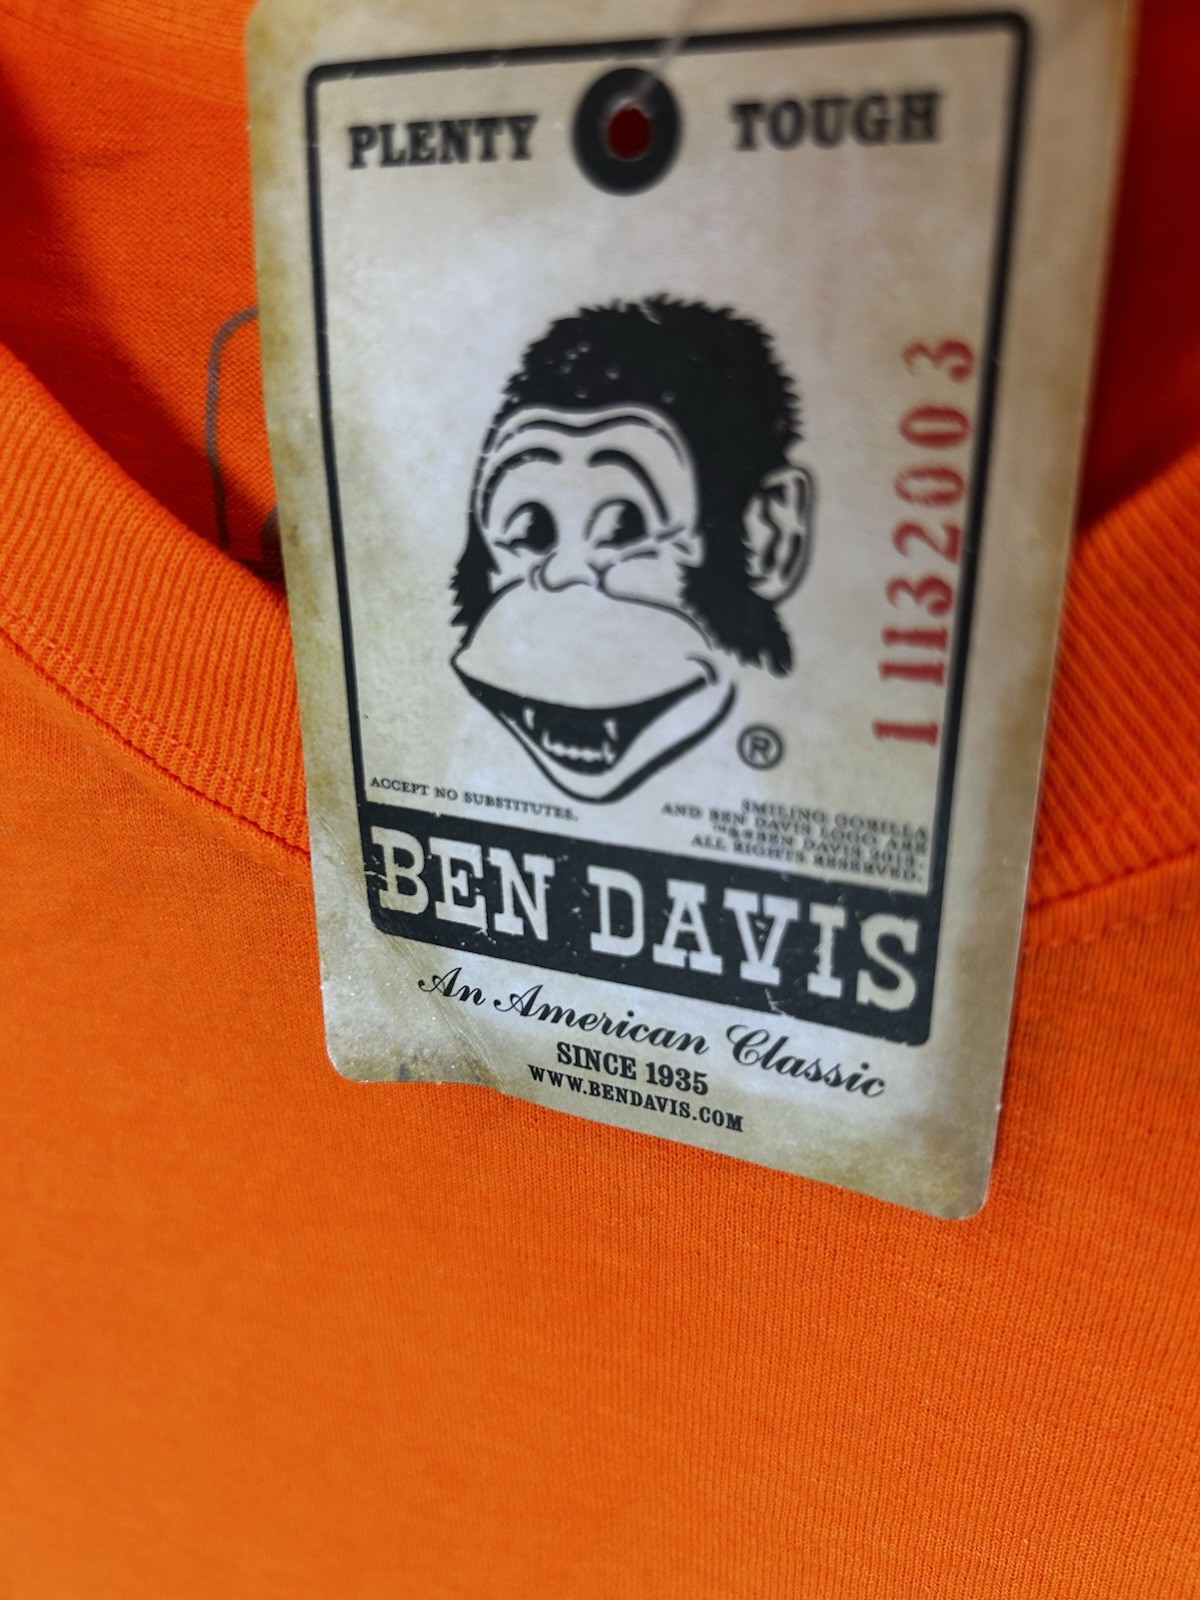 PLENTY TOUGH
1 1132003
®
ACCEPT NO SUBSTITUTES.
SMILING GORILLA
AND BEN DAVIS LOGO ARE
ALL RIGHTS RESERVED.
BEN DAVIS
An American Classic
SINCE 1935
WWW.BENDAVIS.COM